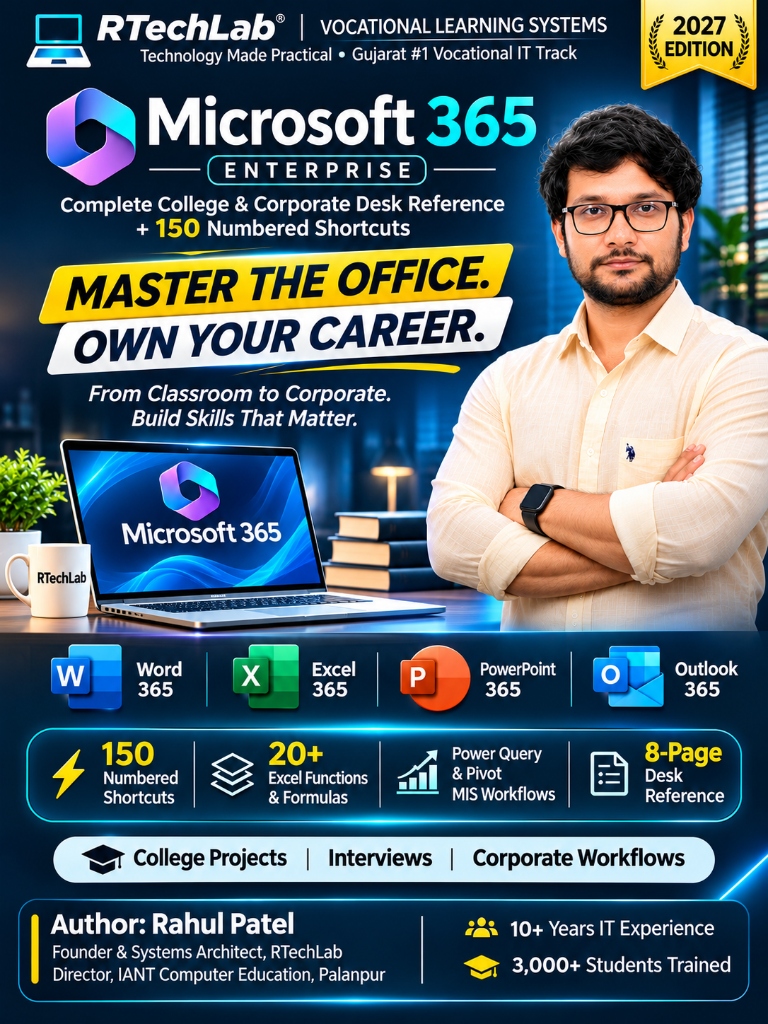 RTechLab® | VOCATIONAL LEARNING SYSTEMS
Technology Made Practical • Gujarat #1 Vocational IT Track
2027
EDITION
Microsoft 365
ENTERPRISE
Complete College & Corporate Desk Reference
+ 150 Numbered Shortcuts
MASTER THE OFFICE.
OWN YOUR CAREER.
From Classroom to Corporate.
Build Skills That Matter.
Microsoft 365
RTechLab
W
Word
365
X
Excel
365
P
PowerPoint
365
O
Outlook
365
150
Numbered
Shortcuts
20+
Excel Functions
& Formulas
Power Query
& Pivot
MIS Workflows
8-Page
Desk
Reference
College Projects | Interviews | Corporate Workflows
Author: Rahul Patel
Founder & Systems Architect, RTechLab
Director, IANT Computer Education, Palanpur
10+ Years IT Experience
3,000+ Students Trained